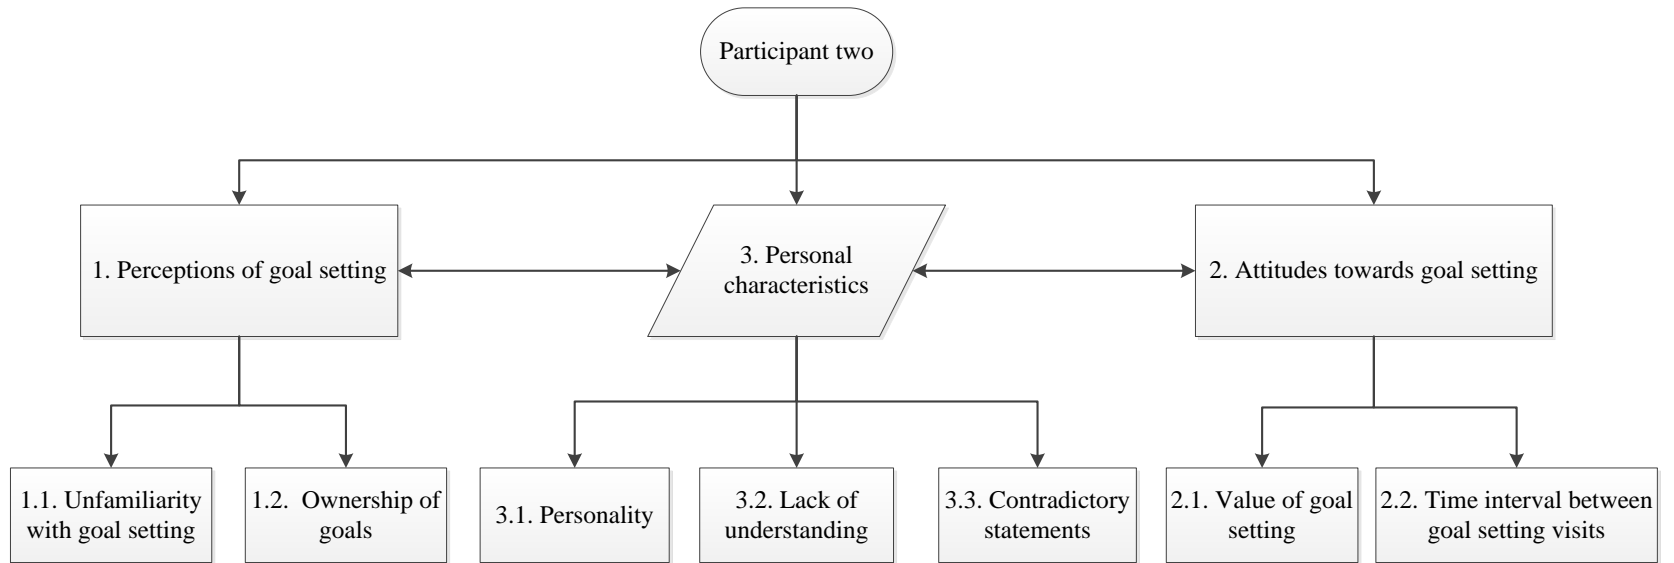 Participant two
1. Perceptions of goal setting
3. Personal
characteristics
2. Attitudes towards goal setting
1.1. Unfamiliarity
with goal setting
1.2.  Ownership of
goals
3.1. Personality
3.2. Lack of
understanding
3.3. Contradictory
statements
2.1. Value of goal
setting
2.2. Time interval between
goal setting visits